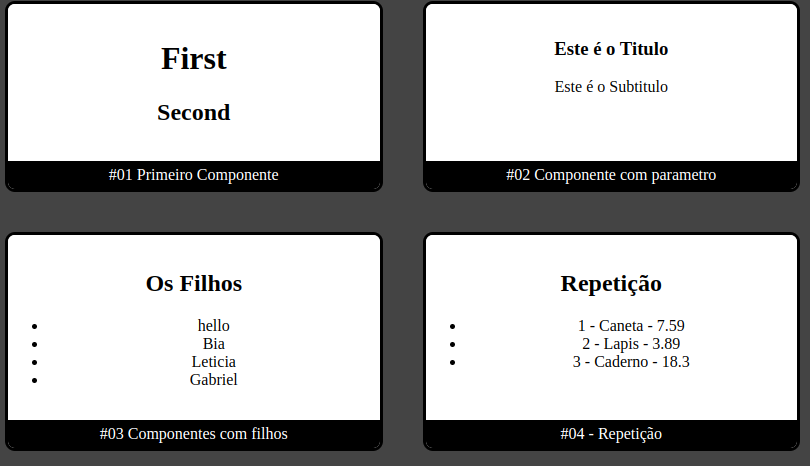 First
Second
#01 Primeiro Componente
Este é o Titulo
Este é o Subtitulo
#02 Componente com parametro
Os Filhos
hello
Bia
Leticia
Gabriel
#03 Componentes com filhos
Repetição
1 - Caneta - 7.59
2 - Lapis - 3.89
3 - Caderno - 18.3
#04 - Repetição